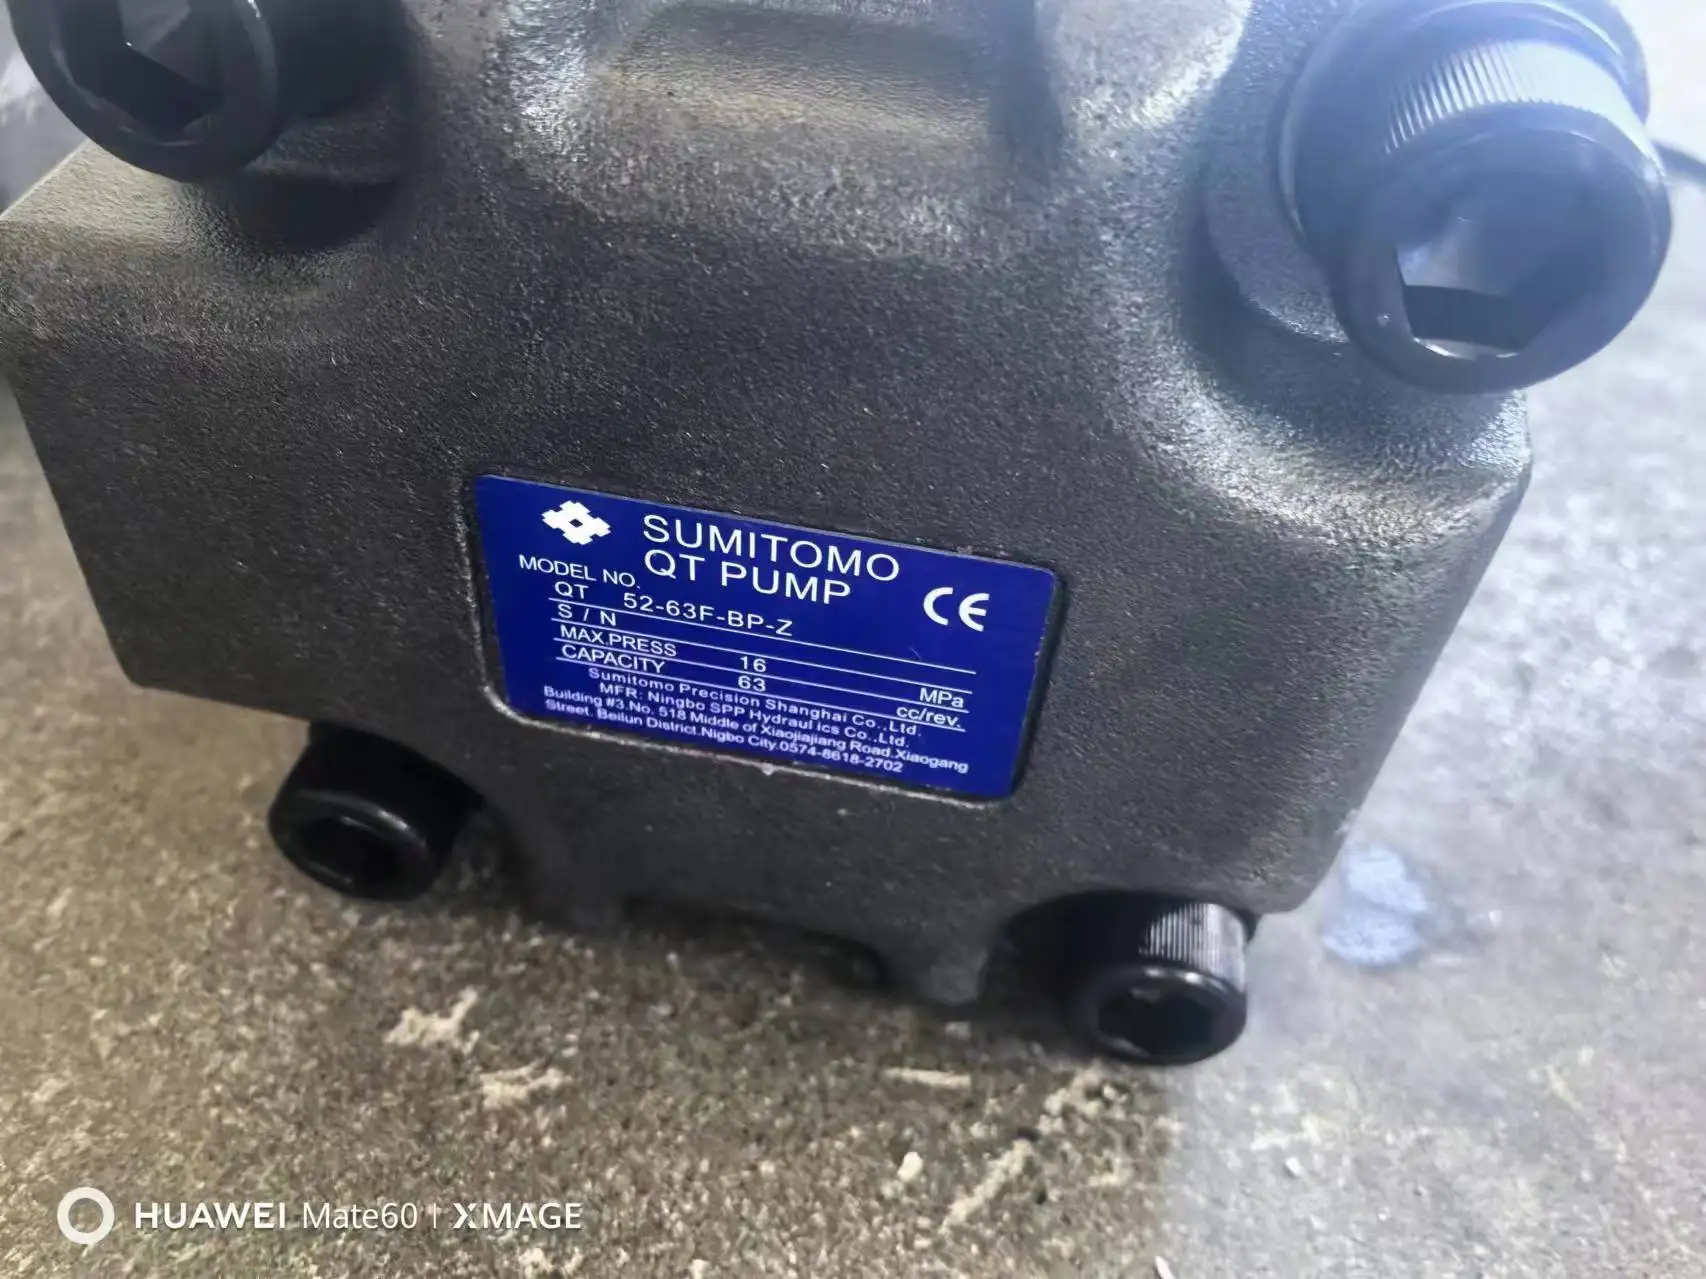 SUMITOMO
QT PUMP
CE
MODEL NO.
QT 52-63F-BP-Z
S / N
MAX.PRESS 16 MPa
CAPACITY 63 cc/rev.
Sumitomo Precision Shanghai Co.,Ltd.
MFR: Ningbo SPP Hydraul ics Co.,Ltd.
Building #3.No. 518 Middle of Xiaojiajiang Road.Xiaogang
Street. Beilun District.Nigbo City.0574-8618-2702
HUAWEI Mate60 | XMAGE